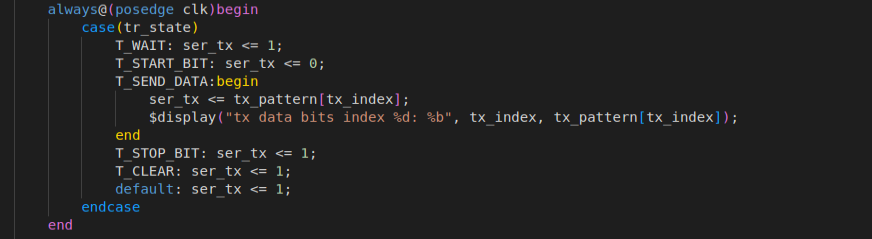 always@(posedge clk)begin
case(tr_state)
T_WAIT: ser_tx <= 1;
T_START_BIT: ser_tx <= 0;
T_SEND_DATA:begin
ser_tx <= tx_pattern[tx_index];
$display("tx data bits index %d: %b", tx_index, tx_pattern[tx_index]);
end
T_STOP_BIT: ser_tx <= 1;
T_CLEAR: ser_tx <= 1;
default: ser_tx <= 1;
endcase
end